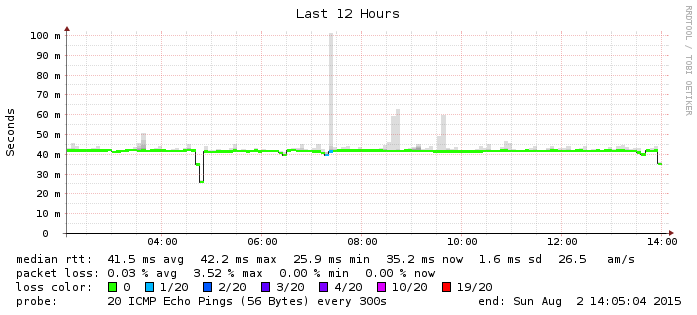 Last 12 Hours
RRDTOOL / TOBI OETIKER
Seconds
100 m
90 m
80 m
70 m
60 m
50 m
40 m
30 m
20 m
10 m
0
04:00 06:00 08:00 10:00 12:00 14:00
median rtt: 41.5 ms avg 42.2 ms max 25.9 ms min 35.2 ms now 1.6 ms sd 26.5 am/s
packet loss: 0.03 % avg 3.52 % max 0.00 % min 0.00 % now
loss color: 0 1/20 2/20 3/20 4/20 10/20 19/20
probe: 20 ICMP Echo Pings (56 Bytes) every 300s end: Sun Aug 2 14:05:04 2015